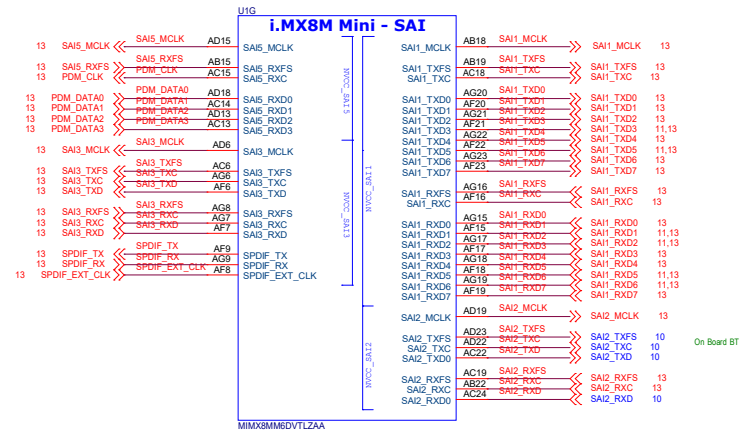 U1G
i.MX8M Mini - SAI
13 SAI5_MCLK SAI5_MCLK AD15 SAI5_MCLK
13 SAI5_RXFS SAI5_RXFS AB15 SAI5_RXFS
13 PDM_CLK PDM_CLK AC15 SAI5_RXC
13 PDM_DATA0 PDM_DATA0 AD18 SAI5_RXD0
13 PDM_DATA1 PDM_DATA1 AC14 SAI5_RXD1
13 PDM_DATA2 PDM_DATA2 AD13 SAI5_RXD2
13 PDM_DATA3 PDM_DATA3 AC13 SAI5_RXD3
13 SAI3_MCLK SAI3_MCLK AD6 SAI3_MCLK
13 SAI3_TXFS SAI3_TXFS AC6 SAI3_TXFS
13 SAI3_TXC SAI3_TXC AG6 SAI3_TXC
13 SAI3_TXD SAI3_TXD AF6 SAI3_TXD
13 SAI3_RXFS SAI3_RXFS AG8 SAI3_RXFS
13 SAI3_RXC SAI3_RXC AG7 SAI3_RXC
13 SAI3_RXD SAI3_RXD AF7 SAI3_RXD
13 SPDIF_TX SPDIF_TX AF9 SPDIF_TX
13 SPDIF_RX SPDIF_RX AG9 SPDIF_RX
13 SPDIF_EXT_CLK SPDIF_EXT_CLK AF8 SPDIF_EXT_CLK
NVCC_SAI5
NVCC_SAI3
NVCC_SAI1
NVCC_SAI2
SAI1_MCLK AB18 SAI1_MCLK SAI1_MCLK 13
SAI1_TXFS AB19 SAI1_TXFS SAI1_TXFS 13
SAI1_TXC AC18 SAI1_TXC SAI1_TXC 13
SAI1_TXD0 AG20 SAI1_TXD0 SAI1_TXD0 13
SAI1_TXD1 AF20 SAI1_TXD1 SAI1_TXD1 13
SAI1_TXD2 AG21 SAI1_TXD2 SAI1_TXD2 13
SAI1_TXD3 AF21 SAI1_TXD3 SAI1_TXD3 11,13
SAI1_TXD4 AG22 SAI1_TXD4 SAI1_TXD4 13
SAI1_TXD5 AF22 SAI1_TXD5 SAI1_TXD5 11,13
SAI1_TXD6 AG23 SAI1_TXD6 SAI1_TXD6 13
SAI1_TXD7 AF23 SAI1_TXD7 SAI1_TXD7 13
SAI1_RXFS AG16 SAI1_RXFS SAI1_RXFS 13
SAI1_RXC AF16 SAI1_RXC SAI1_RXC 13
SAI1_RXD0 AG15 SAI1_RXD0 SAI1_RXD0 13
SAI1_RXD1 AF15 SAI1_RXD1 SAI1_RXD1 11,13
SAI1_RXD2 AG17 SAI1_RXD2 SAI1_RXD2 11,13
SAI1_RXD3 AF17 SAI1_RXD3 SAI1_RXD3 13
SAI1_RXD4 AG18 SAI1_RXD4 SAI1_RXD4 13
SAI1_RXD5 AF18 SAI1_RXD5 SAI1_RXD5 11,13
SAI1_RXD6 AG19 SAI1_RXD6 SAI1_RXD6 11,13
SAI1_RXD7 AF19 SAI1_RXD7 SAI1_RXD7 13
SAI2_MCLK AD19 SAI2_MCLK SAI2_MCLK 13
SAI2_TXFS AD23 SAI2_TXFS SAI2_TXFS 10
SAI2_TXC AD22 SAI2_TXC SAI2_TXC 10 On Board BT
SAI2_TXD0 AC22 SAI2_TXD SAI2_TXD 10
SAI2_RXFS AC19 SAI2_RXFS SAI2_RXFS 13
SAI2_RXC AB22 SAI2_RXC SAI2_RXC 13
SAI2_RXD0 AC24 SAI2_RXD SAI2_RXD 10
MIMX8MM6DVTLZAA